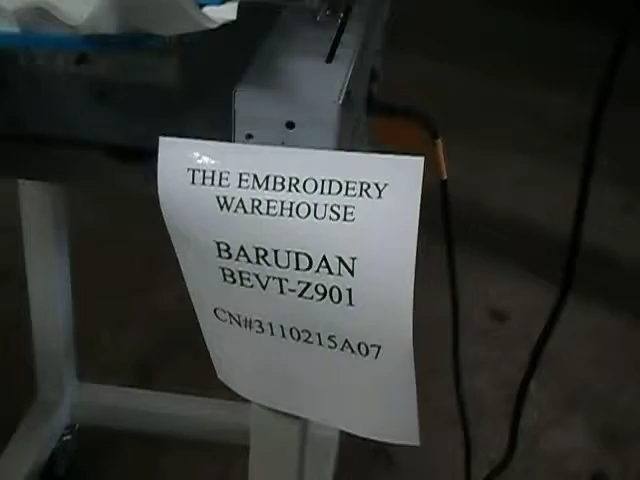 THE EMBROIDERY
WAREHOUSE
BARUDAN
BEVT-Z901
CN#3110215A07